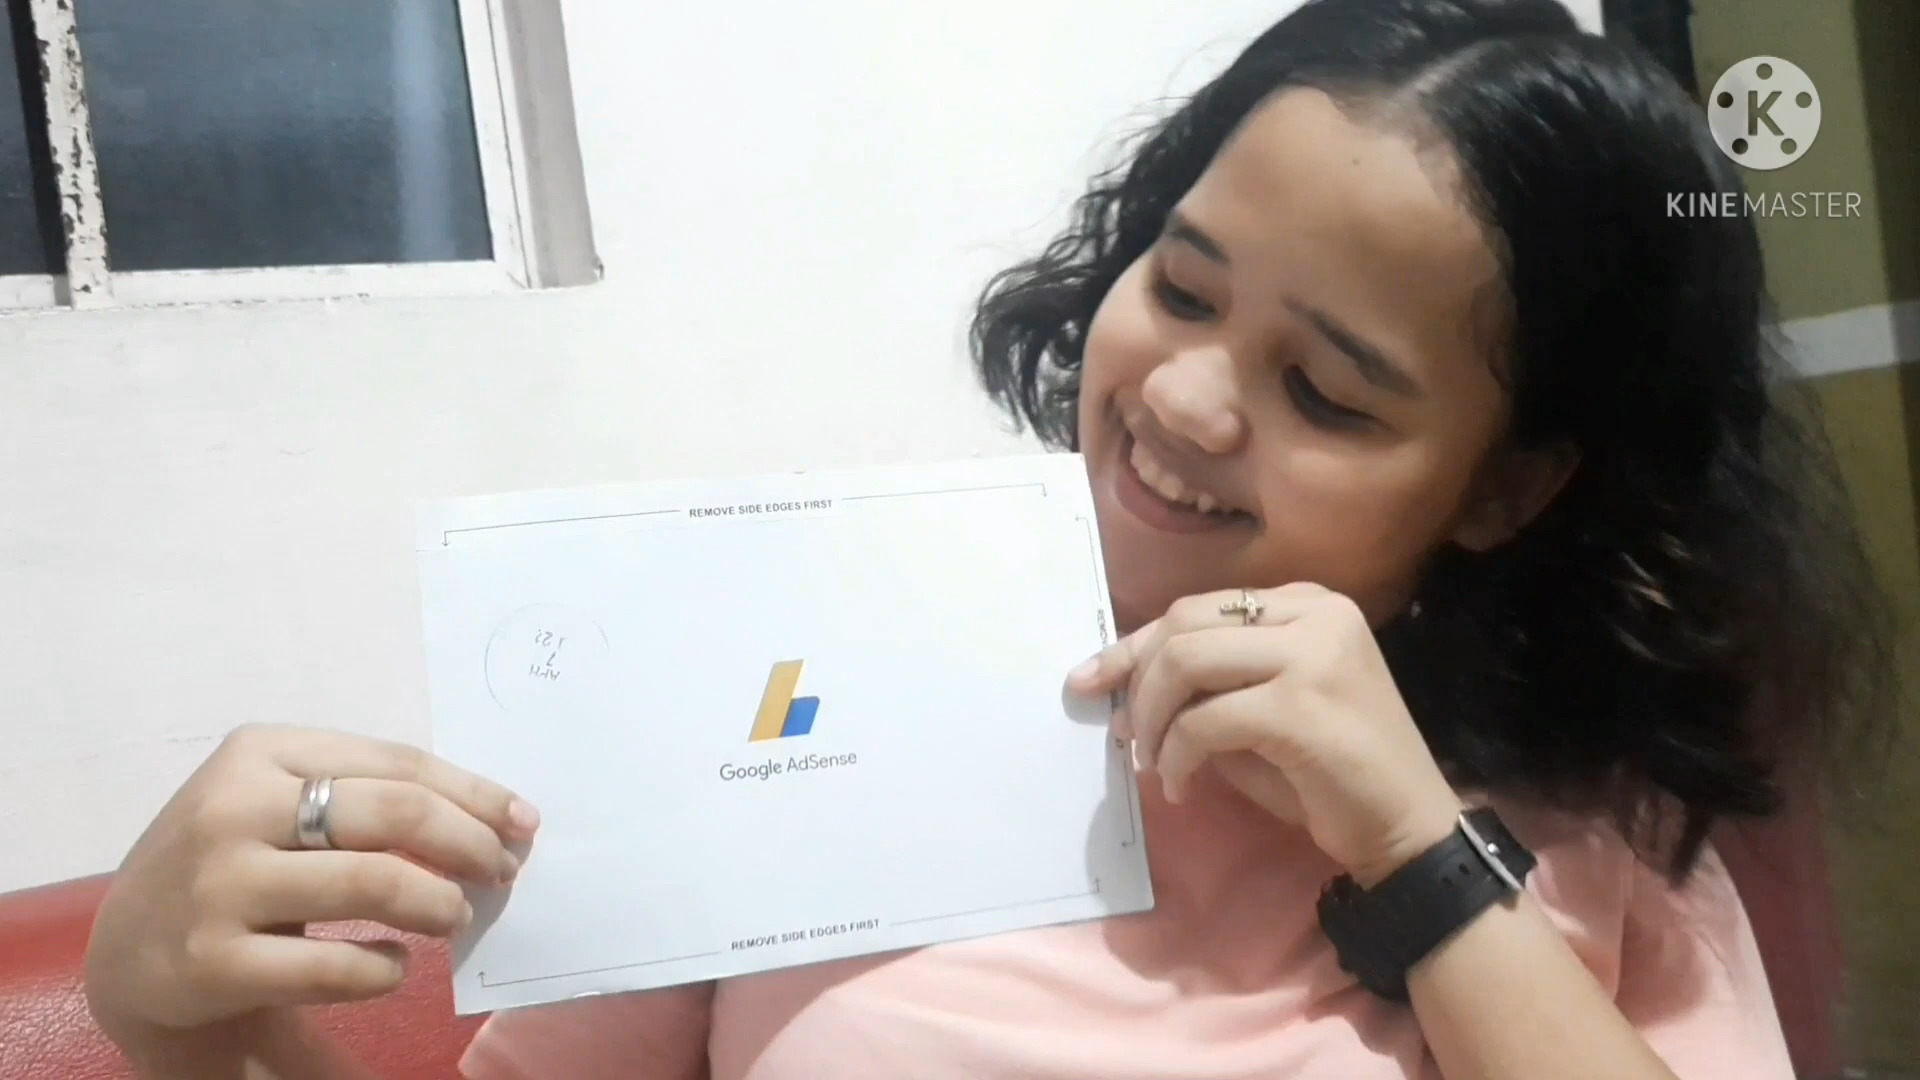 K
KINEMASTER
REMOVE SIDE EDGES FIRST
Google AdSense
REMOVE SIDE EDGES FIRST